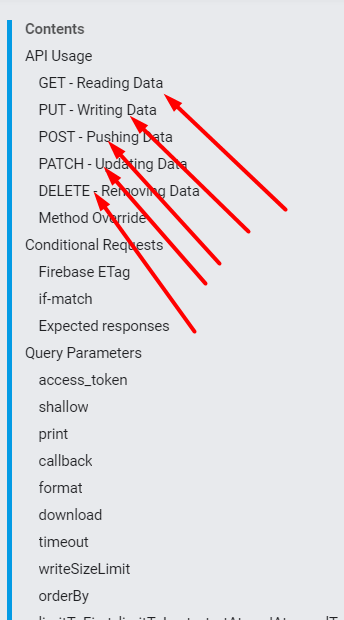 Contents
API Usage
GET - Reading Data
PUT - Writing Data
POST - Pushing Data
PATCH - Updating Data
DELETE - Removing Data
Method Override
Conditional Requests
Firebase ETag
if-match
Expected responses
Query Parameters
access_token
shallow
print
callback
format
download
timeout
writeSizeLimit
orderBy